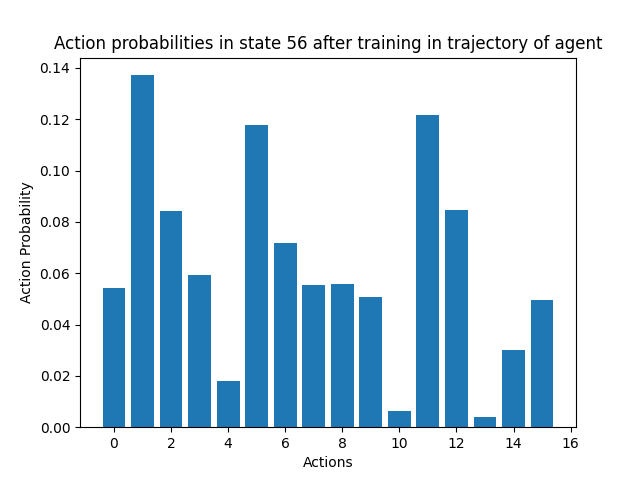 Action probabilities in state 56 after training in trajectory of agent
0.14
0.12
0.10
0.08
0.06
0.04
0.02
0.00
Action Probability
0 2 4 6 8 10 12 14 16
Actions